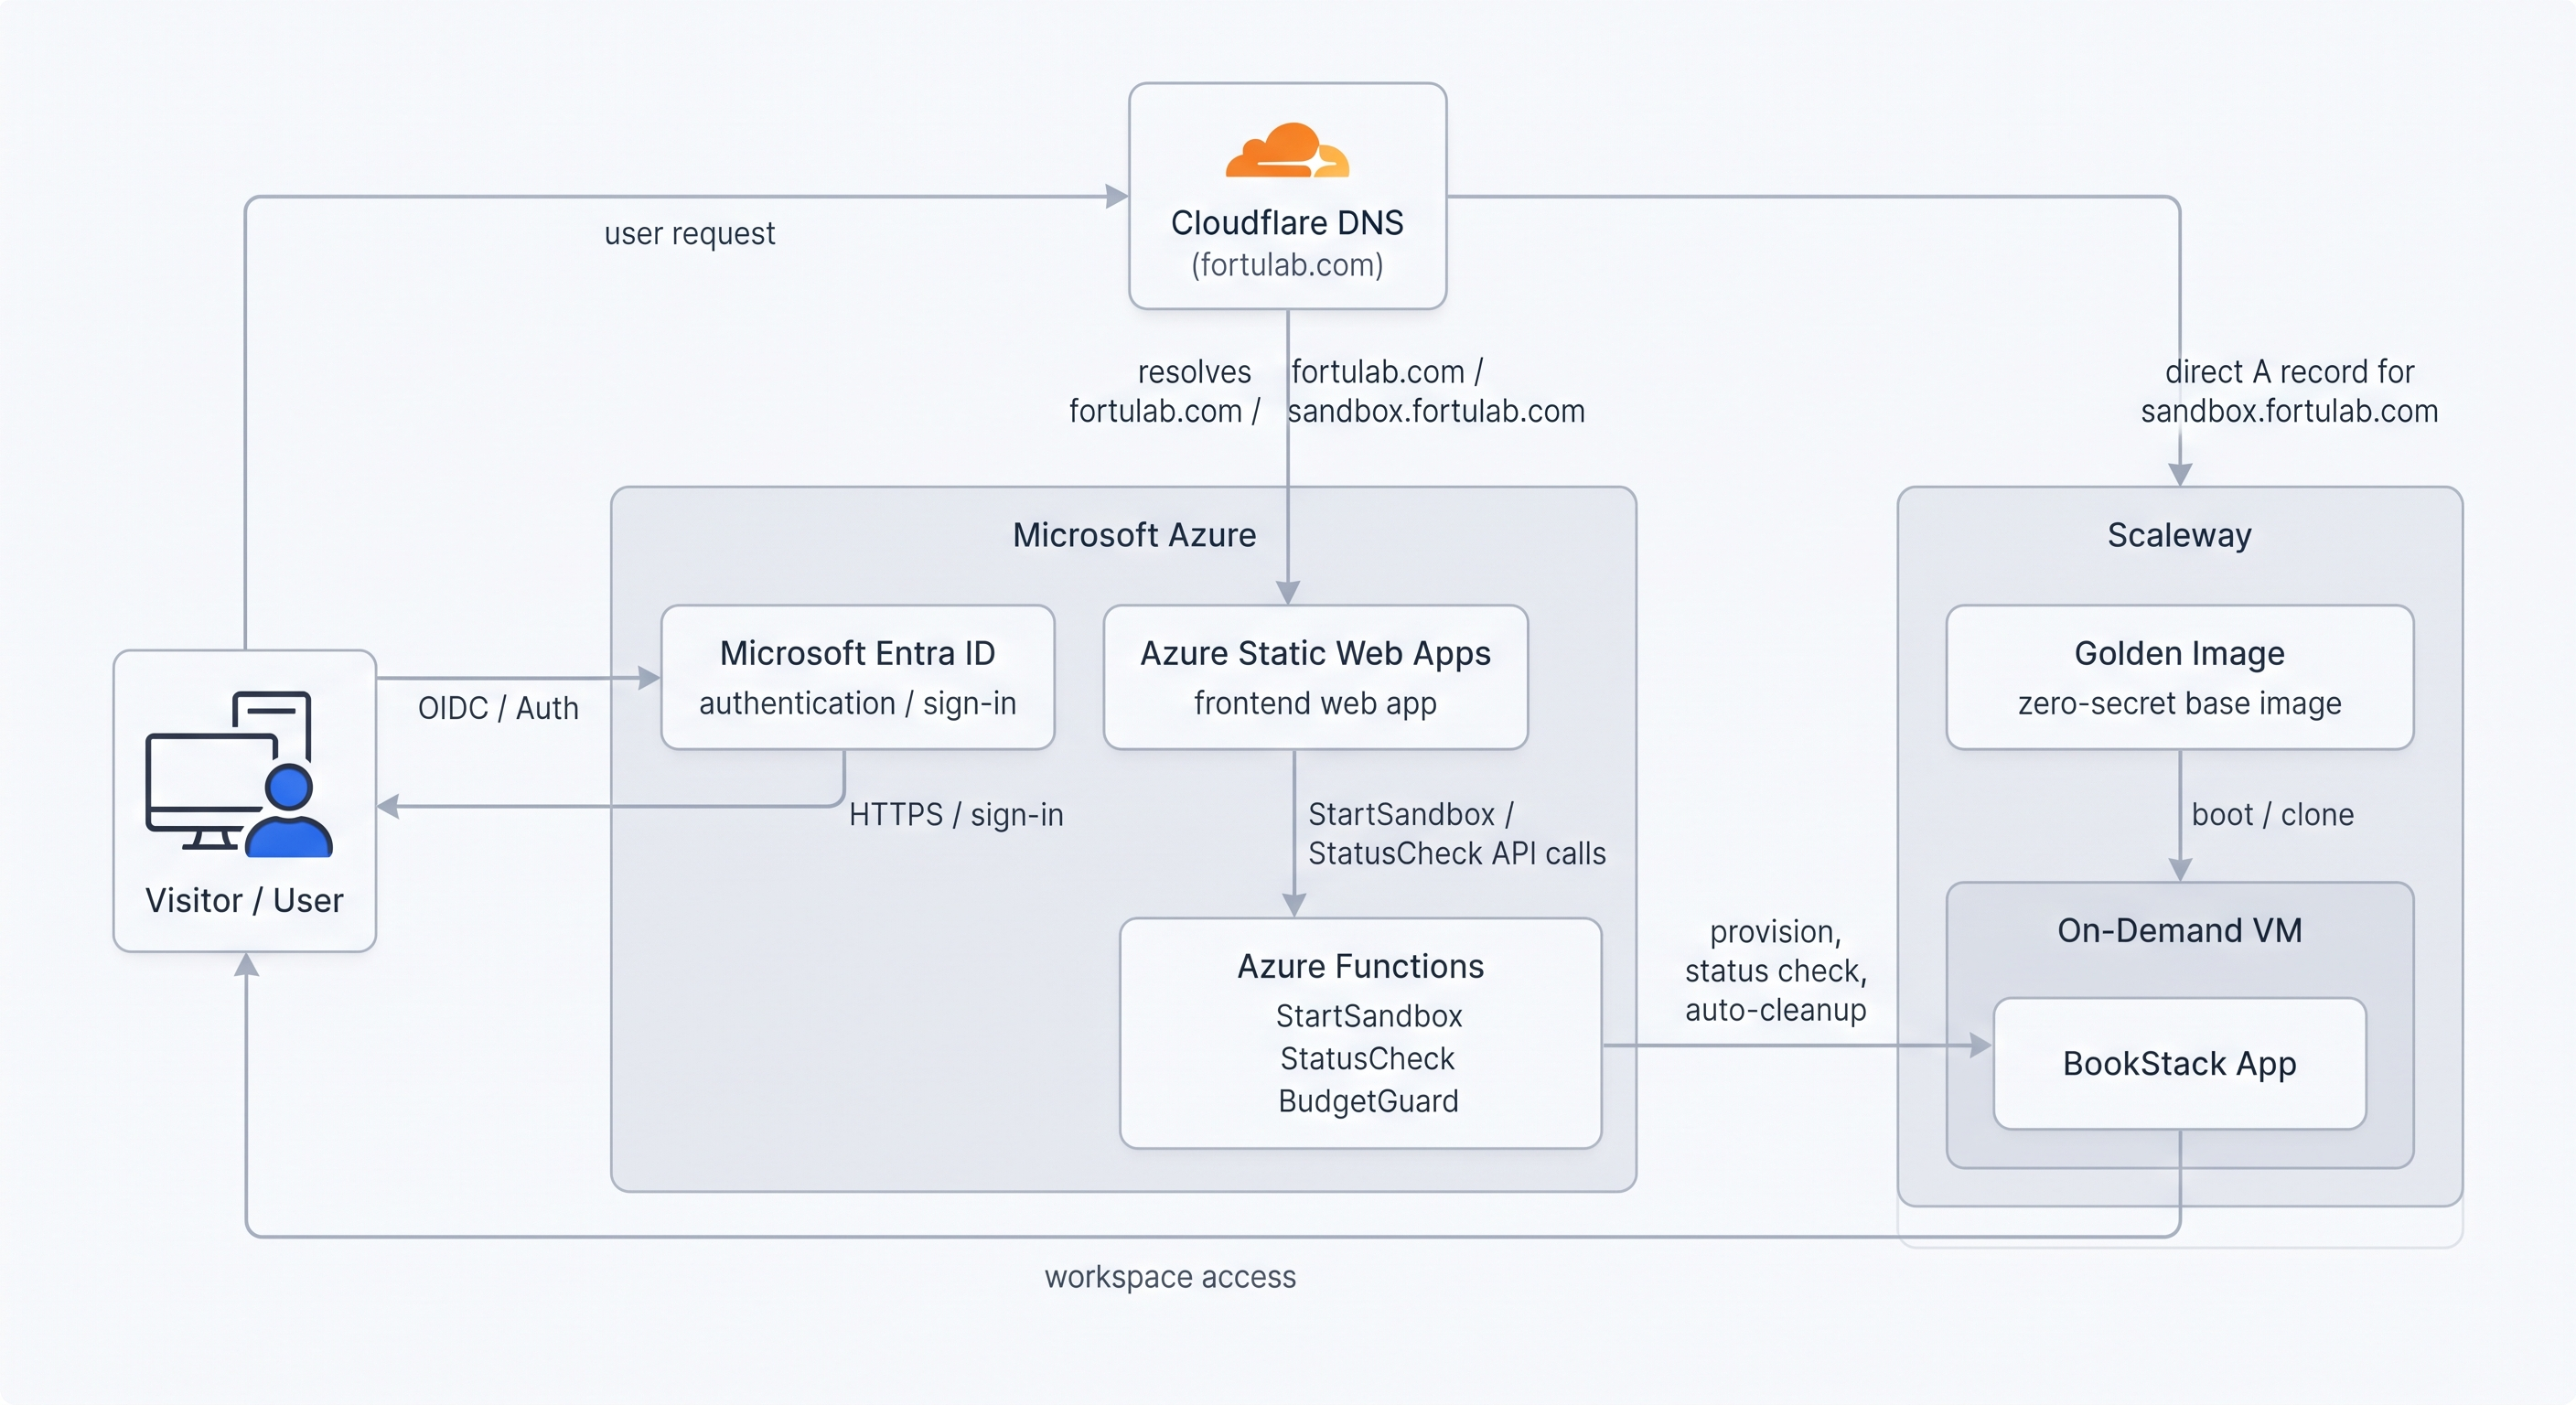 Cloudflare DNS
(fortulab.com)
user request
resolves fortulab.com /
fortulab.com / sandbox.fortulab.com
direct A record for
sandbox.fortulab.com
Microsoft Azure
Scaleway
Microsoft Entra ID
authentication / sign-in
Azure Static Web Apps
frontend web app
Golden Image
zero-secret base image
OIDC / Auth
HTTPS / sign-in
StartSandbox /
StatusCheck API calls
boot / clone
Visitor / User
Azure Functions
StartSandbox
StatusCheck
BudgetGuard
provision,
status check,
auto-cleanup
On-Demand VM
BookStack App
workspace access